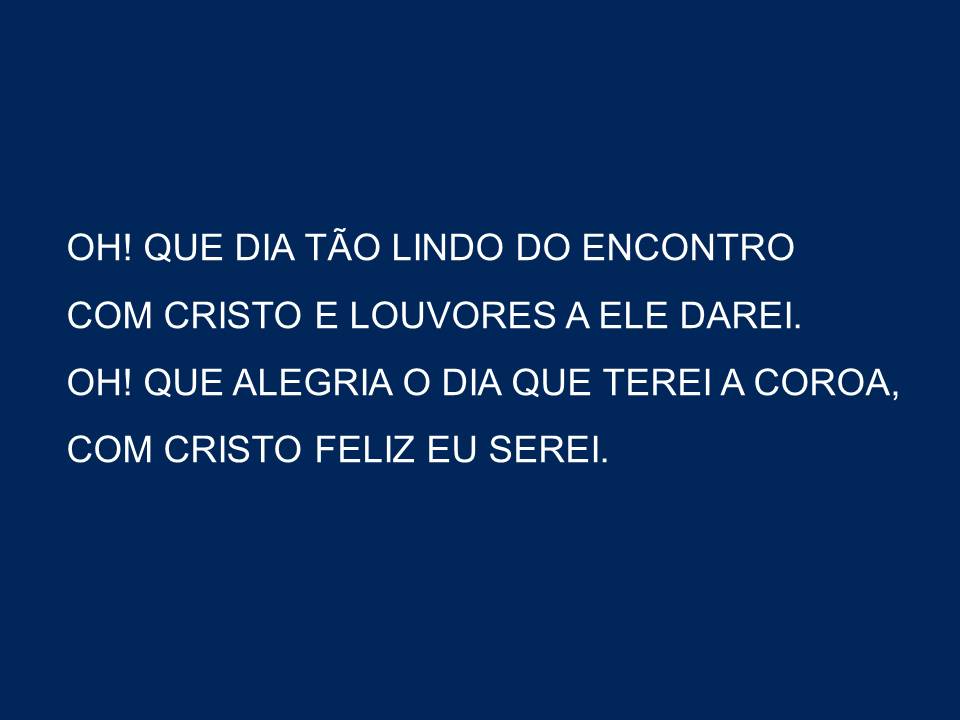 OH! QUE DIA TÃO LINDO DO ENCONTRO
COM CRISTO E LOUVORES A ELE DAREI.
OH! QUE ALEGRIA O DIA QUE TEREI A COROA,
COM CRISTO FELIZ EU SEREI.